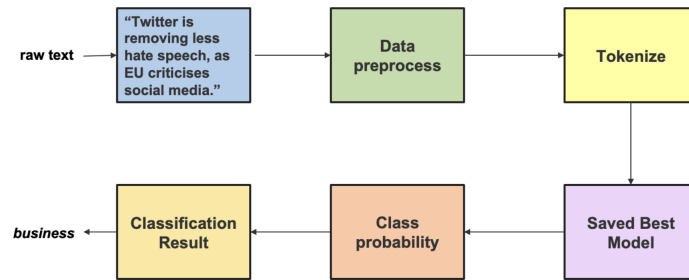 raw text
“Twitter is
removing less
hate speech, as
EU criticises
social media.”
Data
preprocess
Tokenize
Saved Best
Model
Class
probability
Classification
Result
business